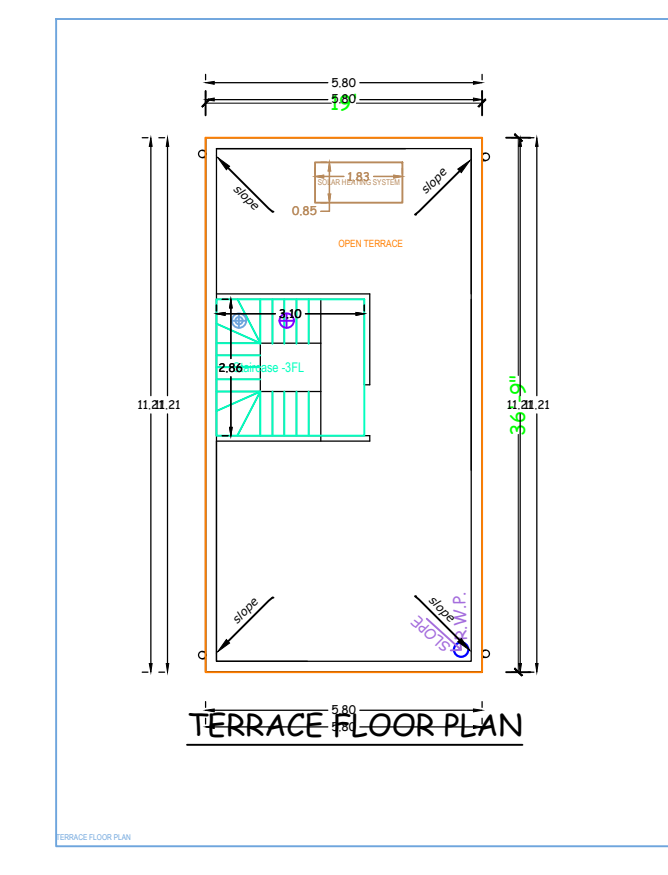 5.80
5.80
19'
slope
1.83
SOLAR HEATING SYSTEM
0.85
slope
OPEN TERRACE
3.10
2.86
Staircase -3FL
11.21
11.21
11.21
11.21
36'-9"
slope
slope
R.W.P.
SLOPE
5.80
5.80
TERRACE FLOOR PLAN
TERRACE FLOOR PLAN